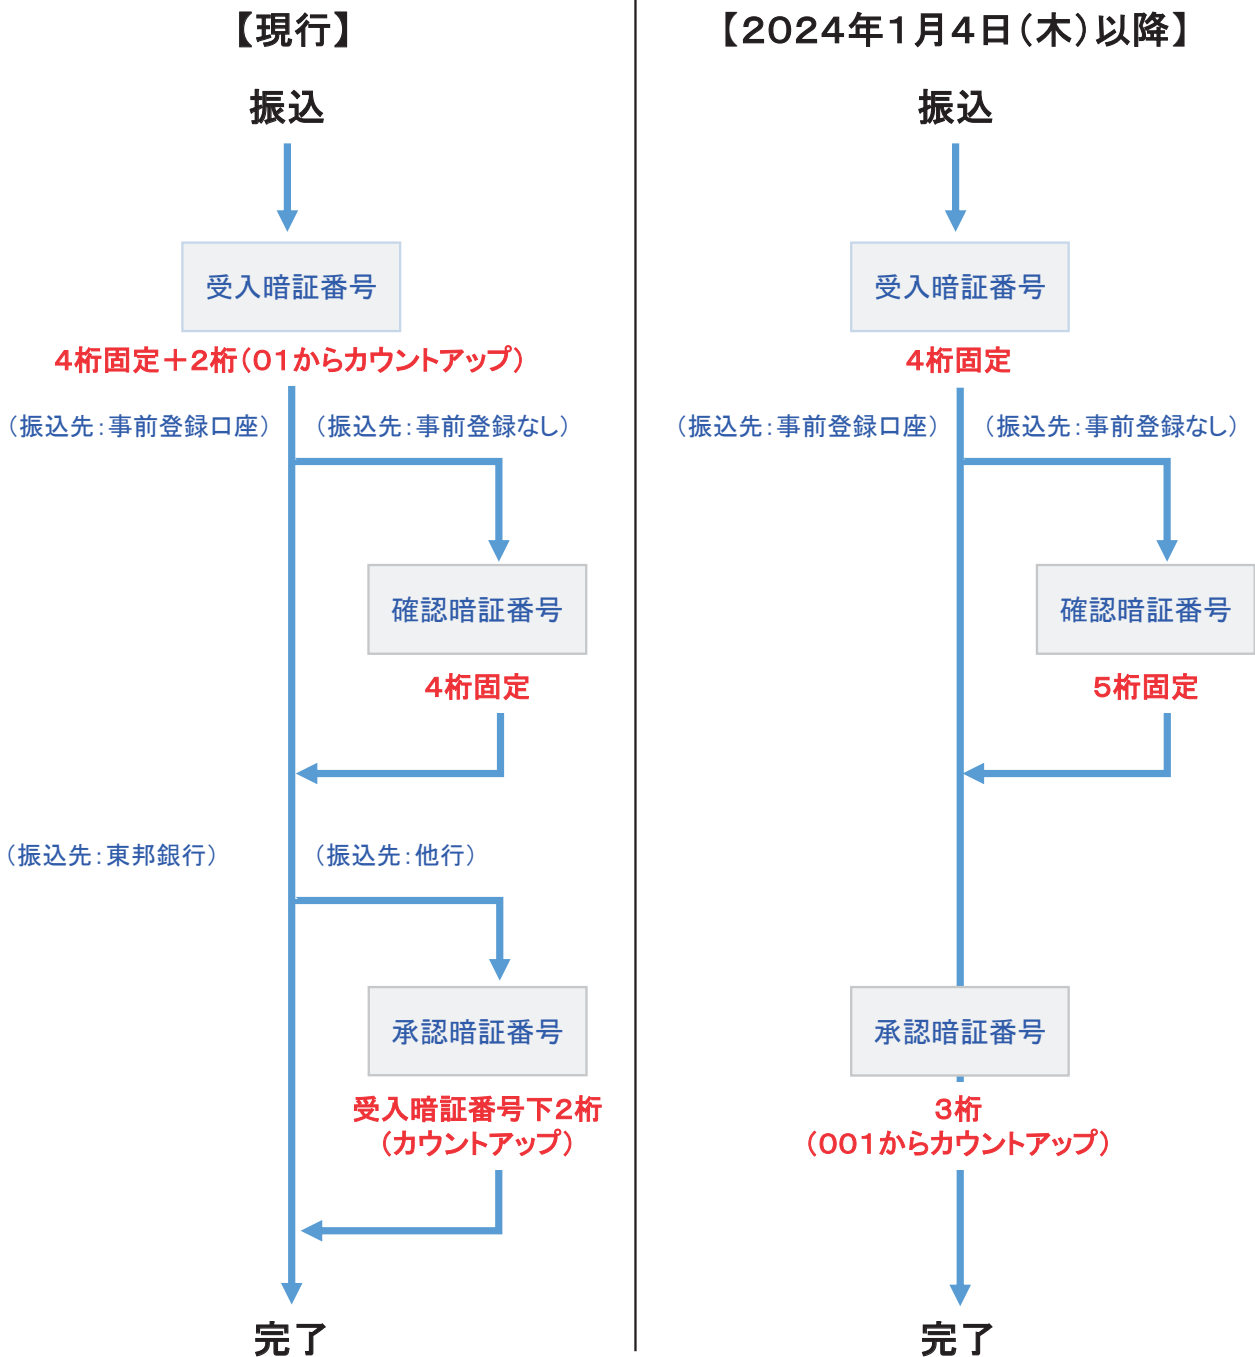 【現行】
振込
受入暗証番号
4桁固定+2桁(01からカウントアップ)
(振込先:事前登録口座)
(振込先:事前登録なし)
確認暗証番号
4桁固定
(振込先:東邦銀行)
(振込先:他行)
承認暗証番号
受入暗証番号下2桁
(カウントアップ)
完了
【2024年1月4日(木)以降】
振込
受入暗証番号
4桁固定
(振込先:事前登録口座)
(振込先:事前登録なし)
確認暗証番号
5桁固定
承認暗証番号
3桁
(001からカウントアップ)
完了